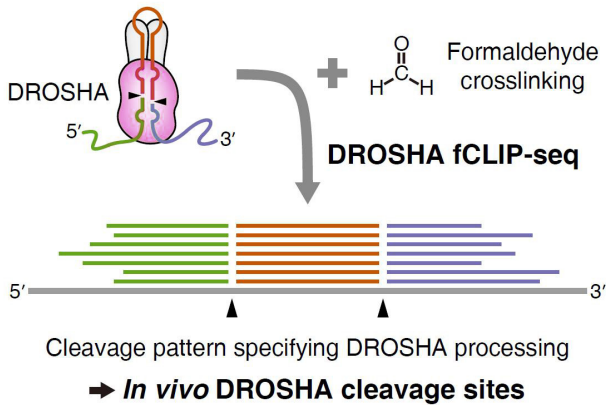 DROSHA
5′
3′
O
H C H
Formaldehyde
crosslinking
DROSHA fCLIP-seq
5′
3′
Cleavage pattern specifying DROSHA processing
In vivo DROSHA cleavage sites